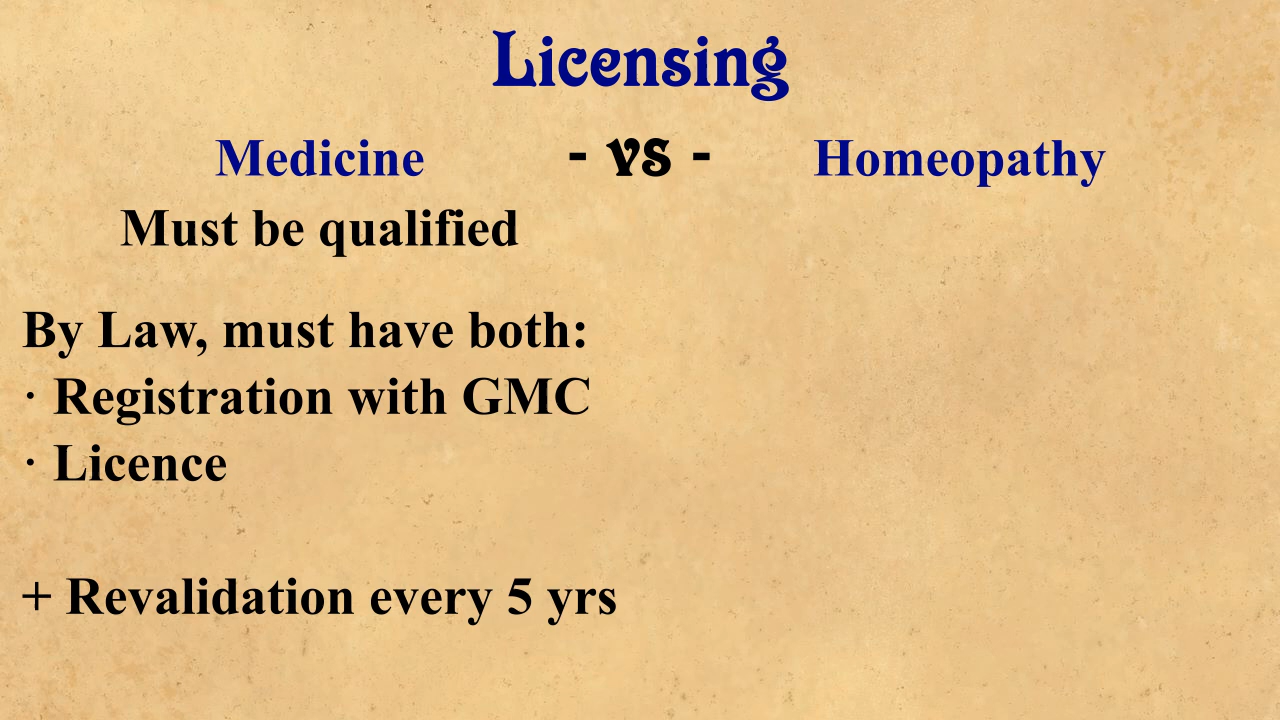 Licensing
Medicine - vs - Homeopathy
Must be qualified
By Law, must have both:
· Registration with GMC
· Licence
+ Revalidation every 5 yrs